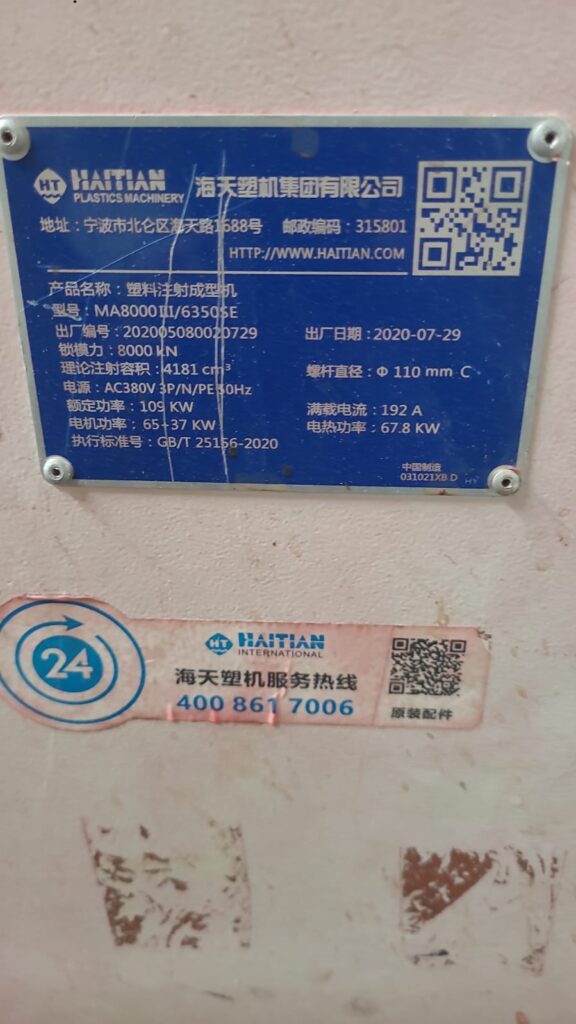 HT HAITIAN
PLASTICS MACHINERY
海天塑机集团有限公司
地址：宁波市北仑区海天路1688号 邮政编码：315801
HTTP://WWW.HAITIAN.COM
产品名称：塑料注射成型机
型号：MA8000III/6350SE
出厂编号：202005080020729 出厂日期：2020-07-29
锁模力：8000 kN
理论注射容积：4181 cm³ 螺杆直径：Φ 110 mm C
电源：AC380V 3P/N/PE 50Hz
额定功率：109 KW 满载电流：192 A
电机功率：65+37 KW 电热功率：67.8 KW
执行标准号：GB/T 25156-2020
中国制造
031021XB D HY
24
HT HAITIAN
INTERNATIONAL
海天塑机服务热线
400 861 7006
原装配件